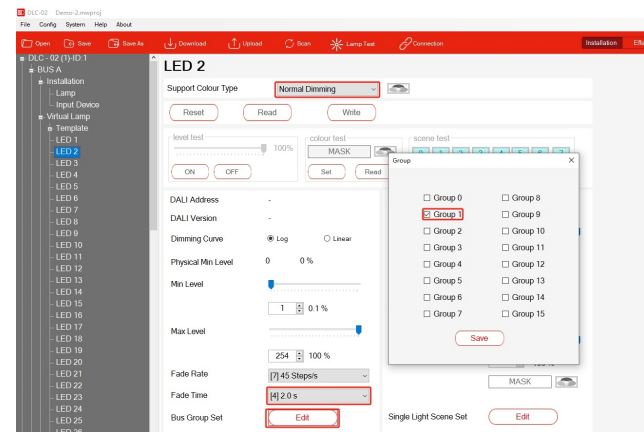 DLC-02 Demo-2.mwproj
File Config System Help About
Open Save Save As Download Upload Scan Lamp Test Connection Installation
DLC - 02 (1)-ID:1
BUS A
Installation
Lamp
Input Device
Virtual Lamp
Template
LED 1
LED 2
LED 3
LED 4
LED 5
LED 6
LED 7
LED 8
LED 9
LED 10
LED 11
LED 12
LED 13
LED 14
LED 15
LED 16
LED 17
LED 18
LED 19
LED 20
LED 21
LED 22
LED 23
LED 24
LED 25
LED 26
LED 2
Support Colour Type Normal Dimming
Reset Read Write
level test 100% ON OFF
colour test MASK Set Read
scene test
DALI Address -
DALI Version -
Dimming Curve Log Linear
Physical Min Level 0 0 %
Min Level
1 0.1 %
Max Level
254 100 %
Fade Rate [7] 45 Steps/s
Fade Time [4] 2.0 s
Bus Group Set Edit
MASK
Single Light Scene Set Edit
Group
Group 0 Group 8
Group 1 Group 9
Group 2 Group 10
Group 3 Group 11
Group 4 Group 12
Group 5 Group 13
Group 6 Group 14
Group 7 Group 15
Save